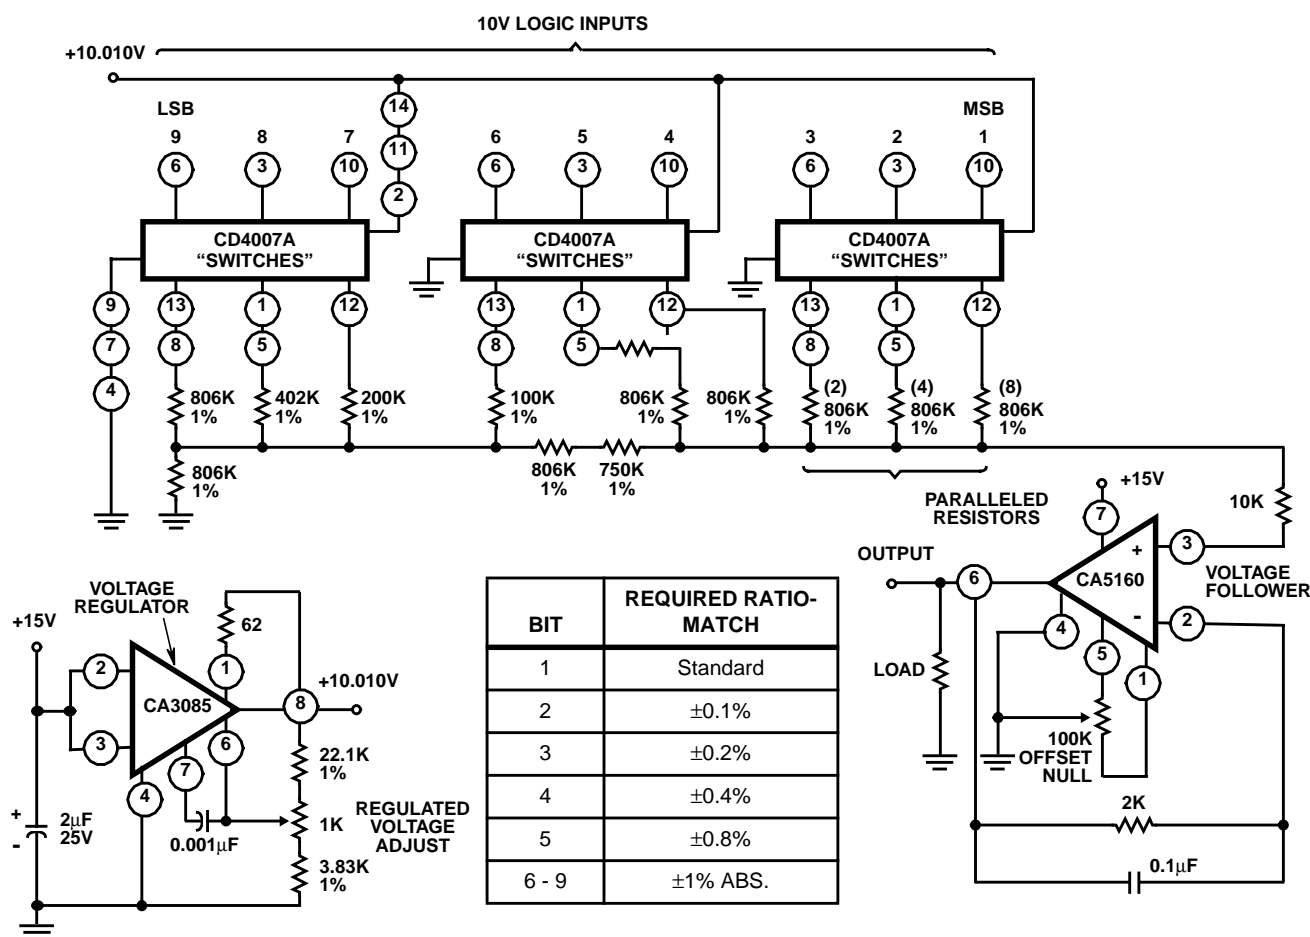 10V LOGIC INPUTS
+10.010V
LSB
MSB
9 8 7 6 5 4 3 2 1
6 3 10 14 11 2 6 3 10 6 3 10
CD4007A
“SWITCHES”
CD4007A
“SWITCHES”
CD4007A
“SWITCHES”
9 7 4
13 8 1 5 12
13 8 1 5 12
13 8 1 5 12
806K
1%
402K
1%
200K
1%
100K
1%
806K
1%
806K
1%
(2)
806K
1%
(4)
806K
1%
(8)
806K
1%
806K
1%
806K
1%
750K
1%
PARALLELED
RESISTORS
+15V
7
10K
OUTPUT
6
CA5160
+
-
3
2
VOLTAGE
FOLLOWER
4
5
1
LOAD
100K
OFFSET
NULL
2K
0.1μF
VOLTAGE
REGULATOR
+15V
62
2
3
1
CA3085
8
+10.010V
6
7
4
22.1K
1%
1K
REGULATED
VOLTAGE
ADJUST
3.83K
1%
0.001μF
+
-
2μF
25V
BIT REQUIRED RATIO-
MATCH
1 Standard
2 ±0.1%
3 ±0.2%
4 ±0.4%
5 ±0.8%
6 - 9 ±1% ABS.